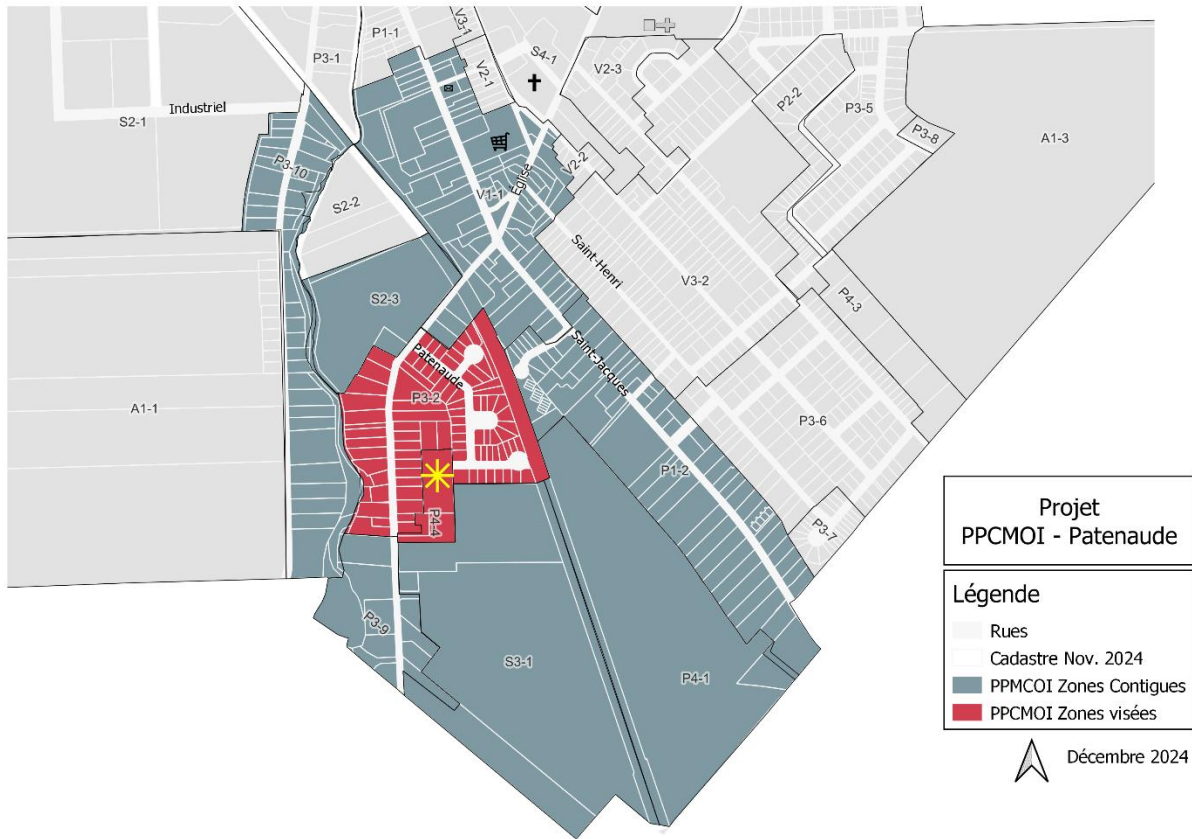 P1-1
V3-1
P3-1
S4-1
V2-1
V2-3
P2-2
P3-5
Industriel
S2-1
P3-8
A1-3
P3-10
Église
V2-2
V1-1
S2-2
Saint-Henri
V3-2
P4-3
S2-3
Patenaude
Saint-Jacques
P3-2
A1-1
P3-6
P1-2
P4-4
P3-7
P3-9
S3-1
P4-1
Projet
PPCMOI - Patenaude
Légende
Rues
Cadastre Nov. 2024
PPMCOI Zones Contigues
PPCMOI Zones visées
Décembre 2024